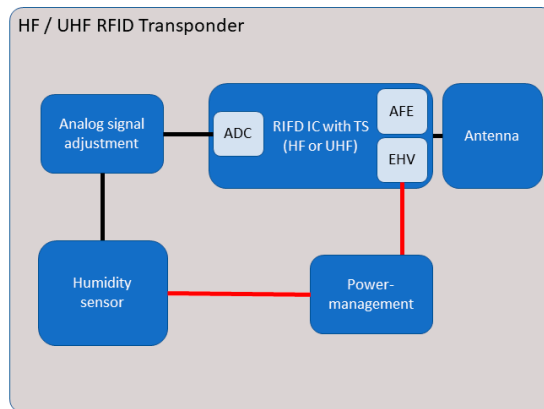 HF / UHF RFID Transponder
Analog signal
adjustment
ADC
RIFD IC with TS
(HF or UHF)
AFE
EHV
Antenna
Humidity
sensor
Power-
management